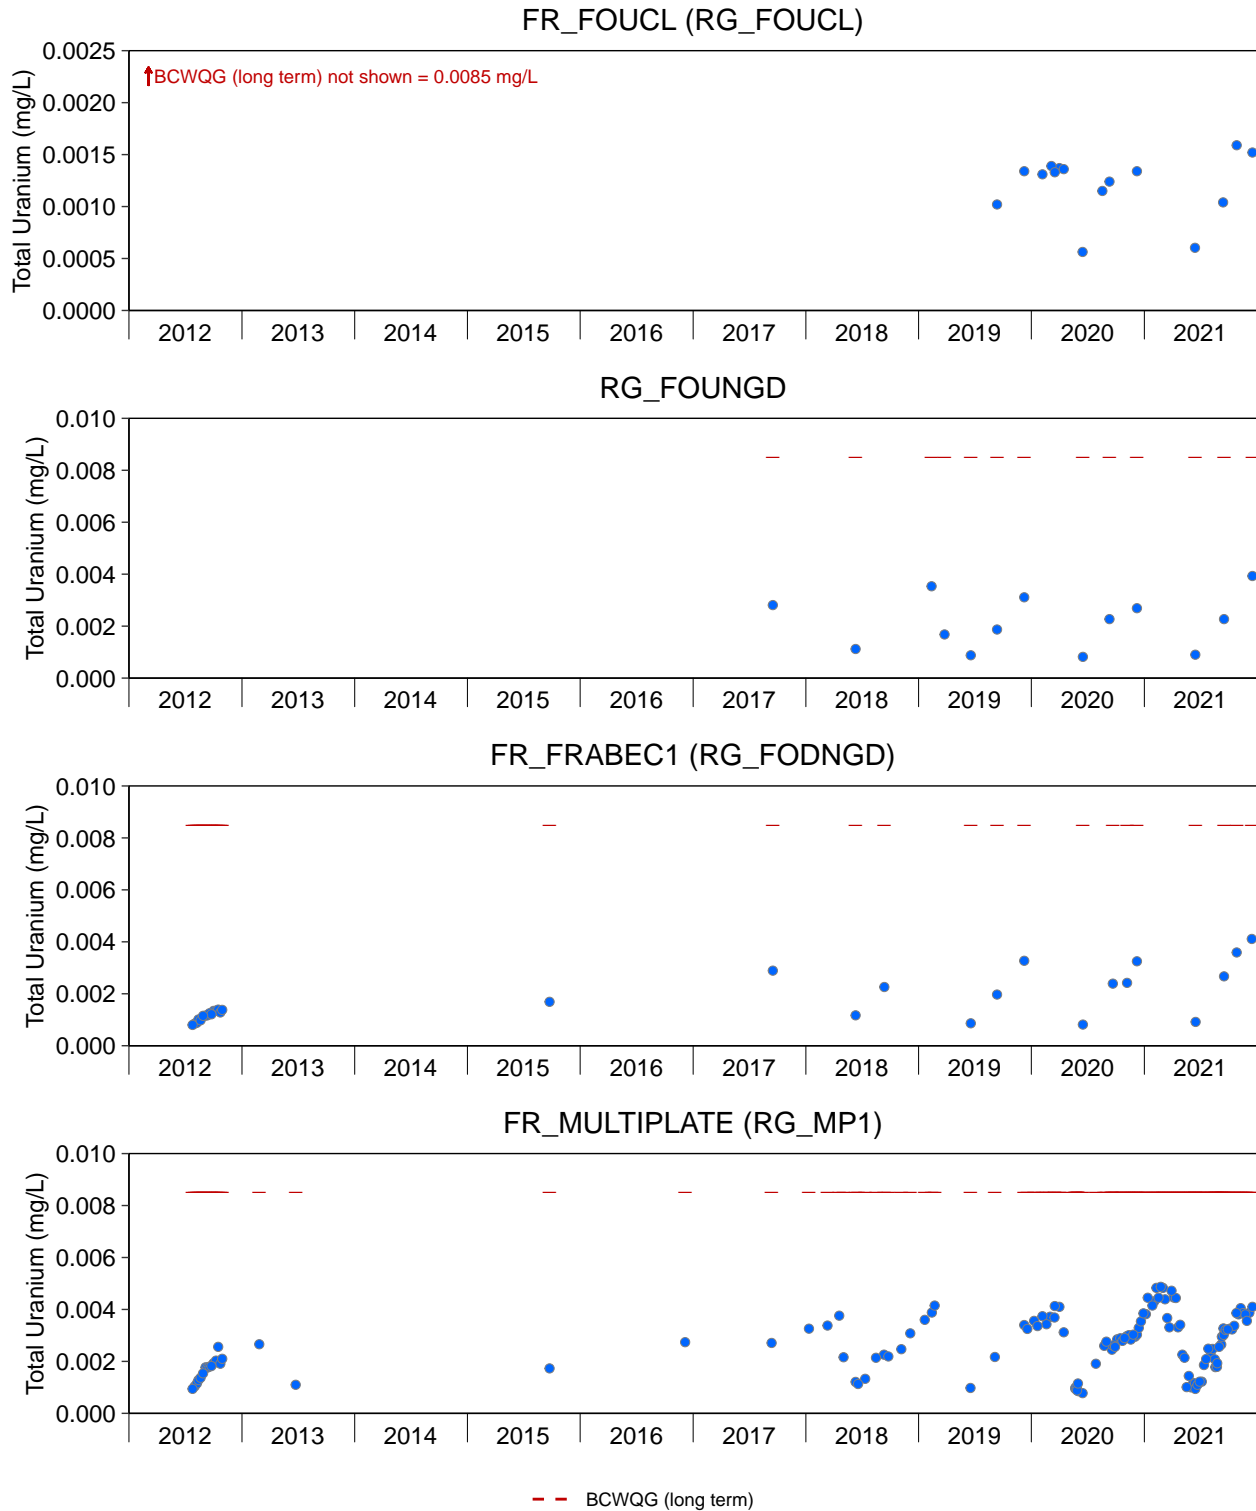 FR_FOUCL (RG_FOUCL)
Total Uranium (mg/L)
0.0025
0.0020
0.0015
0.0010
0.0005
0.0000
BCWQG (long term) not shown = 0.0085 mg/L
2012 2013 2014 2015 2016 2017 2018 2019 2020 2021
RG_FOUNGD
Total Uranium (mg/L)
0.010
0.008
0.006
0.004
0.002
0.000
2012 2013 2014 2015 2016 2017 2018 2019 2020 2021
FR_FRABEC1 (RG_FODNGD)
Total Uranium (mg/L)
0.010
0.008
0.006
0.004
0.002
0.000
2012 2013 2014 2015 2016 2017 2018 2019 2020 2021
FR_MULTIPLATE (RG_MP1)
Total Uranium (mg/L)
0.010
0.008
0.006
0.004
0.002
0.000
2012 2013 2014 2015 2016 2017 2018 2019 2020 2021
BCWQG (long term)